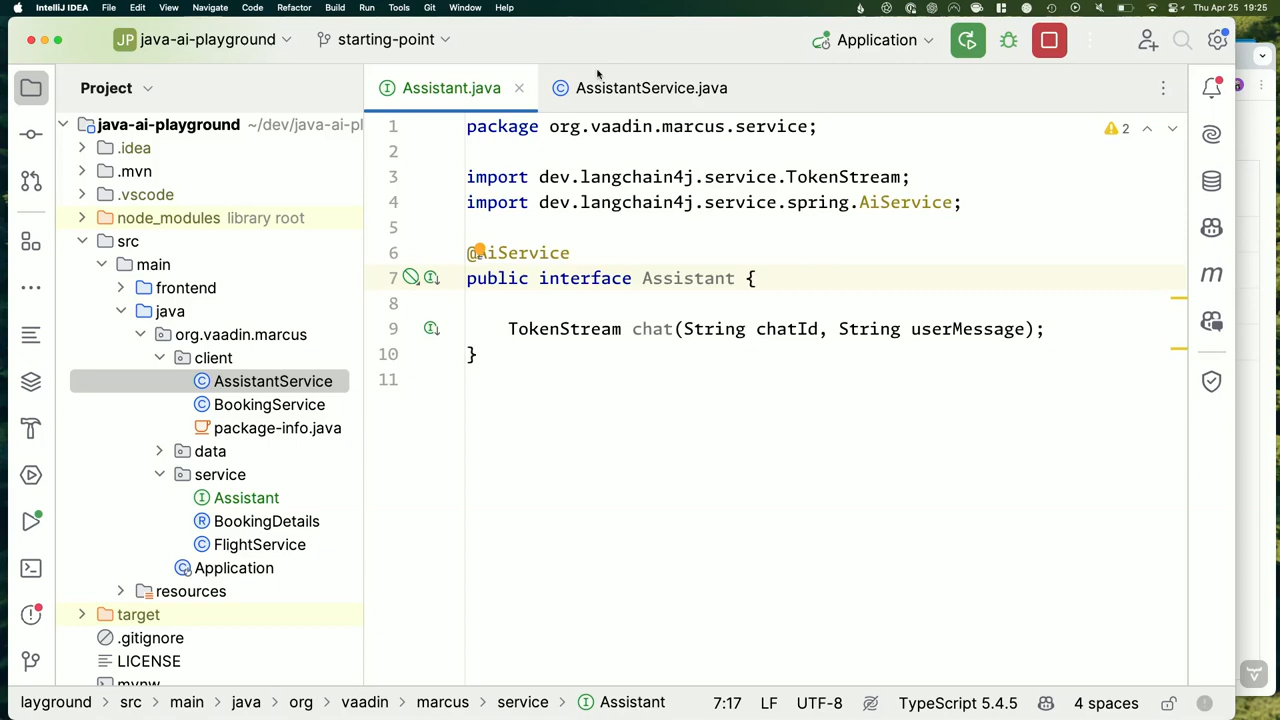 IntelliJ IDEA File Edit View Navigate Code Refactor Build Run Tools Git Window Help Thu Apr 25 19:25
JP java-ai-playground starting-point Application
Project Assistant.java AssistantService.java
java-ai-playground ~/dev/java-ai-pl
.idea
.mvn
.vscode
node_modules library root
src
main
frontend
java
org.vaadin.marcus
client
AssistantService
BookingService
package-info.java
data
service
Assistant
BookingDetails
FlightService
Application
resources
target
.gitignore
LICENSE
mvnw
1 package org.vaadin.marcus.service;
2
3 import dev.langchain4j.service.TokenStream;
4 import dev.langchain4j.service.spring.AiService;
5
6 @AiService
7 public interface Assistant {
8
9 TokenStream chat(String chatId, String userMessage);
10 }
11
2
layground src main java org vaadin marcus service Assistant 7:17 LF UTF-8 TypeScript 5.4.5 4 spaces